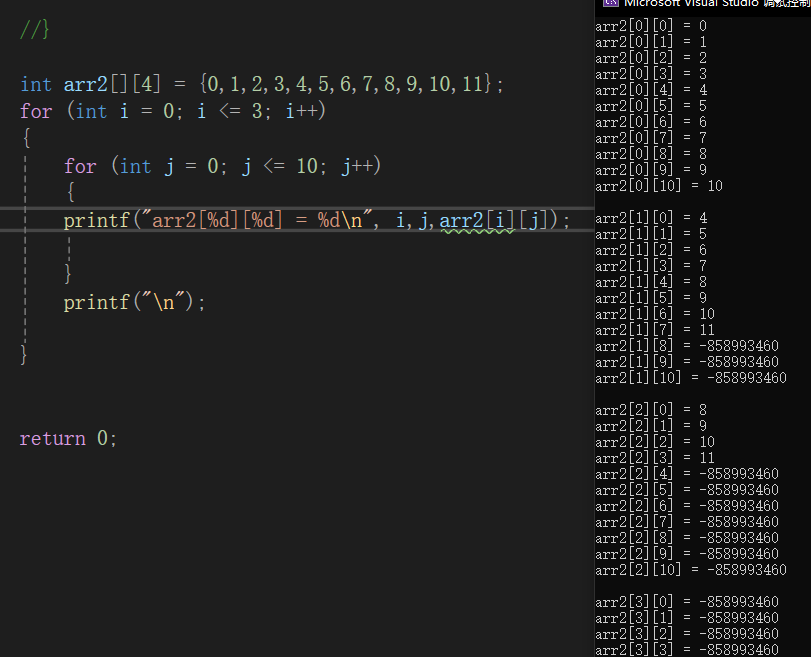 //}
int arr2[][4] = {0,1,2,3,4,5,6,7,8,9,10,11};
for (int i = 0; i <= 3; i++)
{
for (int j = 0; j <= 10; j++)
{
printf("arr2[%d][%d] = %d\n", i,j,arr2[i][j]);
}
printf("\n");
}
return 0;
Microsoft Visual Studio 调试控制
arr2[0][0] = 0
arr2[0][1] = 1
arr2[0][2] = 2
arr2[0][3] = 3
arr2[0][4] = 4
arr2[0][5] = 5
arr2[0][6] = 6
arr2[0][7] = 7
arr2[0][8] = 8
arr2[0][9] = 9
arr2[0][10] = 10
arr2[1][0] = 4
arr2[1][1] = 5
arr2[1][2] = 6
arr2[1][3] = 7
arr2[1][4] = 8
arr2[1][5] = 9
arr2[1][6] = 10
arr2[1][7] = 11
arr2[1][8] = -858993460
arr2[1][9] = -858993460
arr2[1][10] = -858993460
arr2[2][0] = 8
arr2[2][1] = 9
arr2[2][2] = 10
arr2[2][3] = 11
arr2[2][4] = -858993460
arr2[2][5] = -858993460
arr2[2][6] = -858993460
arr2[2][7] = -858993460
arr2[2][8] = -858993460
arr2[2][9] = -858993460
arr2[2][10] = -858993460
arr2[3][0] = -858993460
arr2[3][1] = -858993460
arr2[3][2] = -858993460
arr2[3][3] = -858993460